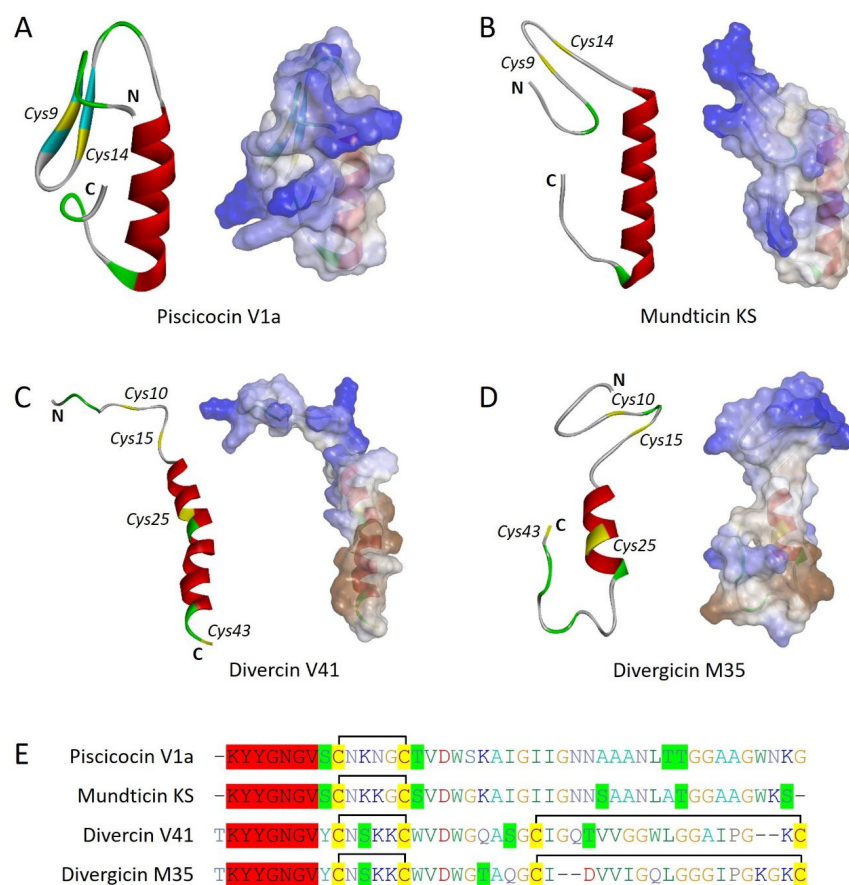 A
Cys9
N
Cys14
C
Piscicocin V1a
B
Cys14
Cys9
N
C
Mundticin KS
C
N
Cys10
Cys15
Cys25
Cys43
C
Divercin V41
D
N
Cys10
Cys15
Cys43
C
Cys25
Divergicin M35
E
Piscicocin V1a -KYYGNGVSCNKNGCTVDWSKAIGIIGNNAAANLTTGGAAGWNKG
Mundticin KS -KYYGNGVSCNKKGCSVDWGKAIGIIGNNSAANLATGGAAGWKS-
Divercin V41 TKYYGNGVYCNSKKCWVDWGQASGCIGQTVVGGWLGGAIPG--KC
Divergicin M35 TKYYGNGVYCNSKKCWVDWGTAQGCI--DVVIGQLGGGIPGKGKC